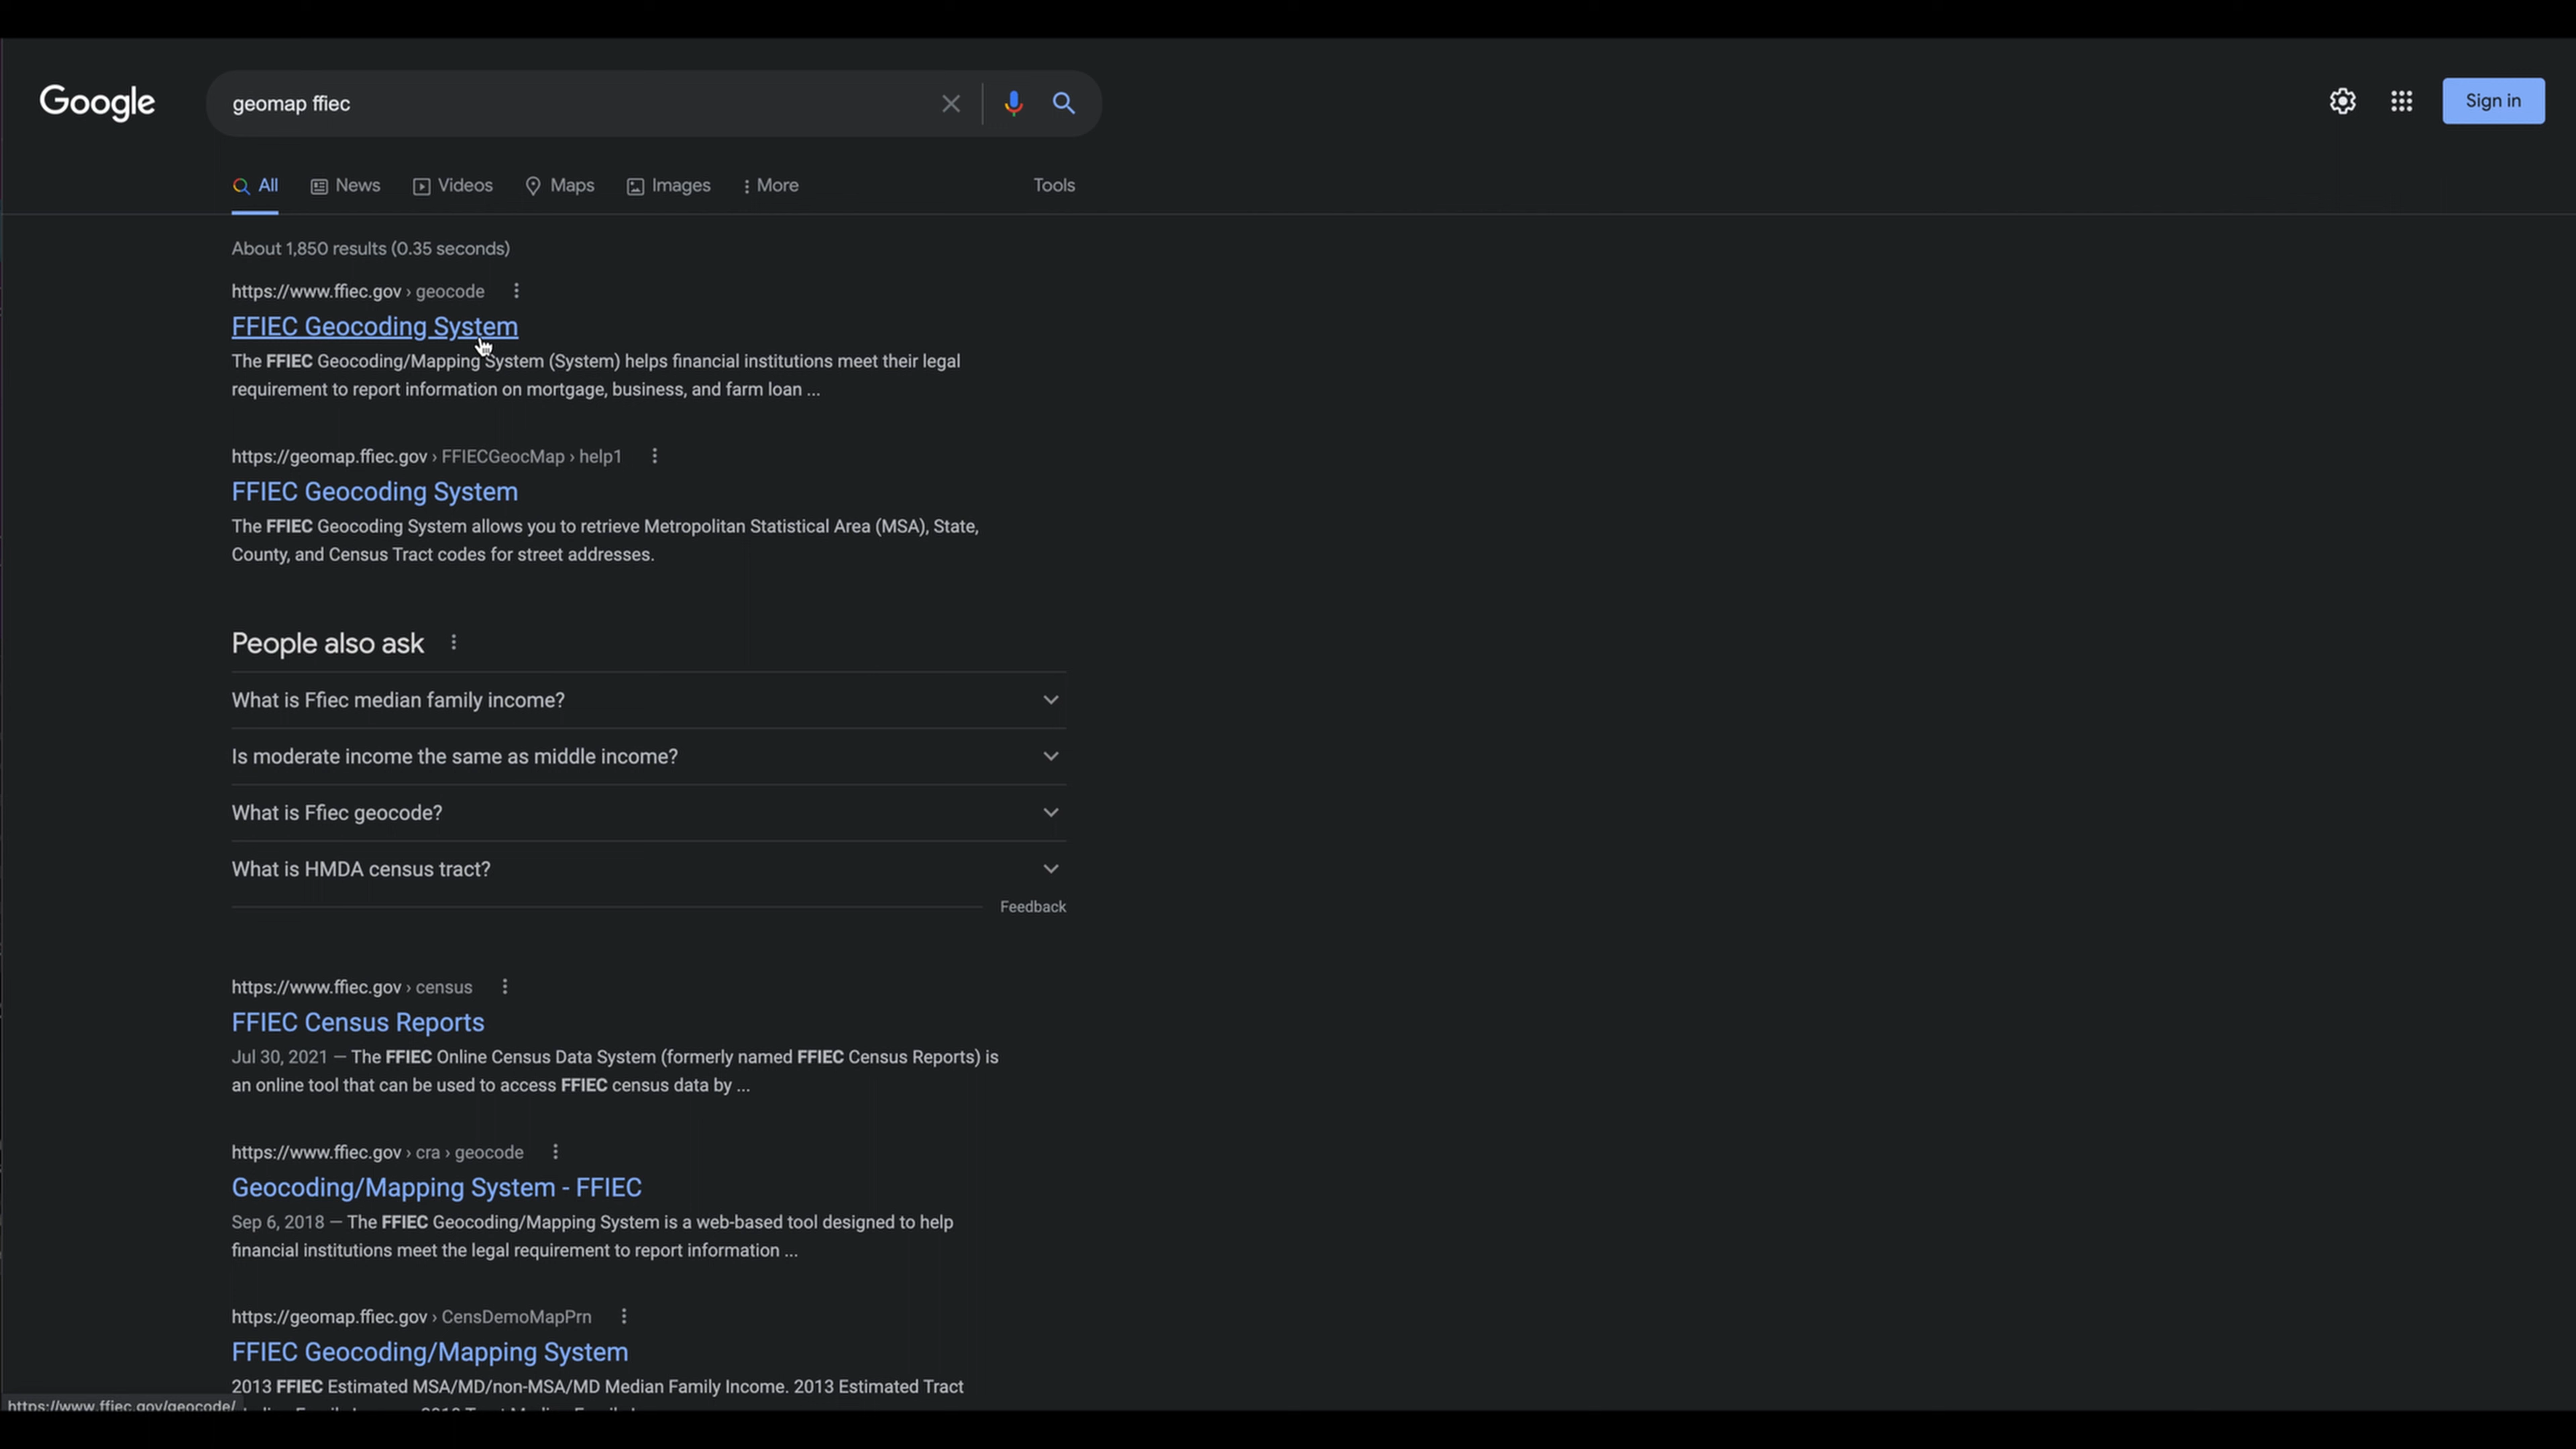 Google
geomap ffiec
Sign in
All News Videos Maps Images More Tools
About 1,850 results (0.35 seconds)
https://www.ffiec.gov › geocode
FFIEC Geocoding System
The FFIEC Geocoding/Mapping System (System) helps financial institutions meet their legal
requirement to report information on mortgage, business, and farm loan ...
https://geomap.ffiec.gov › FFIECGeocMap › help1
FFIEC Geocoding System
The FFIEC Geocoding System allows you to retrieve Metropolitan Statistical Area (MSA), State,
County, and Census Tract codes for street addresses.
People also ask
What is Ffiec median family income?
Is moderate income the same as middle income?
What is Ffiec geocode?
What is HMDA census tract?
Feedback
https://www.ffiec.gov › census
FFIEC Census Reports
Jul 30, 2021 — The FFIEC Online Census Data System (formerly named FFIEC Census Reports) is
an online tool that can be used to access FFIEC census data by ...
https://www.ffiec.gov › cra › geocode
Geocoding/Mapping System - FFIEC
Sep 6, 2018 — The FFIEC Geocoding/Mapping System is a web-based tool designed to help
financial institutions meet the legal requirement to report information ...
https://geomap.ffiec.gov › CensDemoMapPrn
FFIEC Geocoding/Mapping System
2013 FFIEC Estimated MSA/MD/non-MSA/MD Median Family Income. 2013 Estimated Tract
https://www.ffiec.gov/geocode/